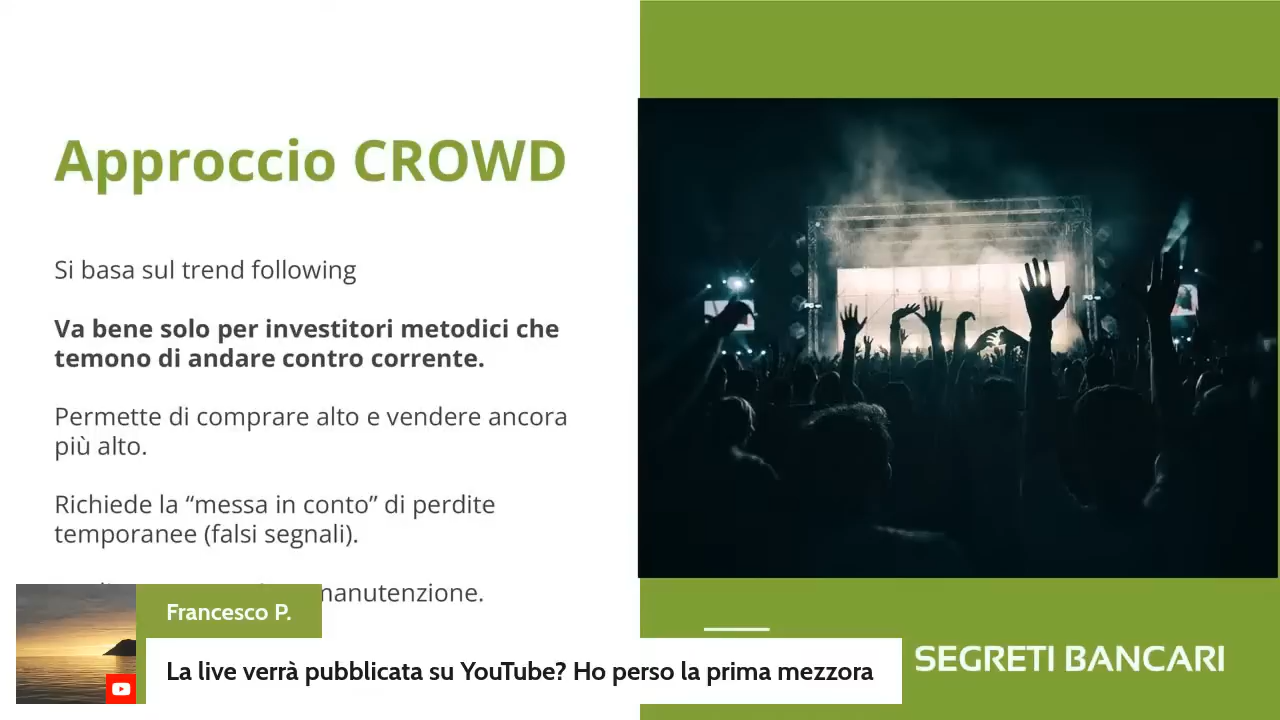 Approccio CROWD
Si basa sul trend following
Va bene solo per investitori metodici che
temono di andare contro corrente.
Permette di comprare alto e vendere ancora
più alto.
Richiede la “messa in conto” di perdite
temporanee (falsi segnali).
manutenzione.
Francesco P.
La live verrà pubblicata su YouTube? Ho perso la prima mezzora
SEGRETI BANCARI